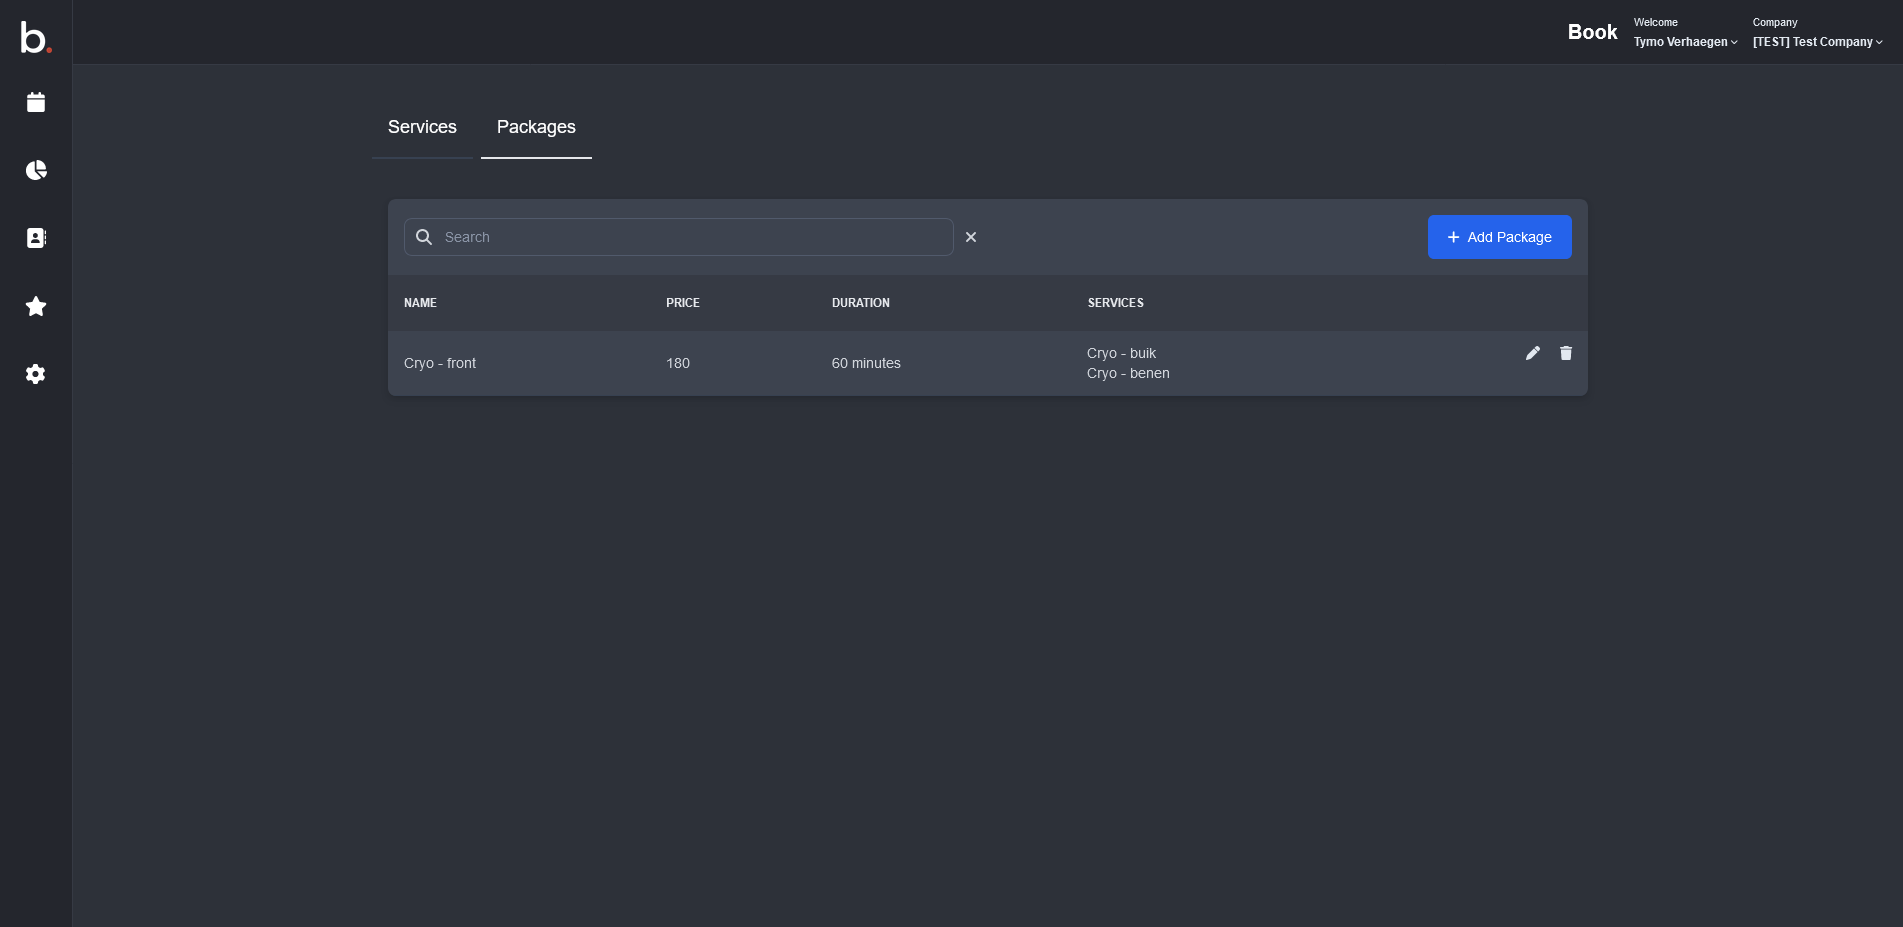 b.
Book
Welcome
Tymo Verhaegen
Company
[TEST] Test Company
Services
Packages
Search
Add Package
NAME PRICE DURATION SERVICES
Cryo - front 180 60 minutes Cryo - buik
Cryo - benen